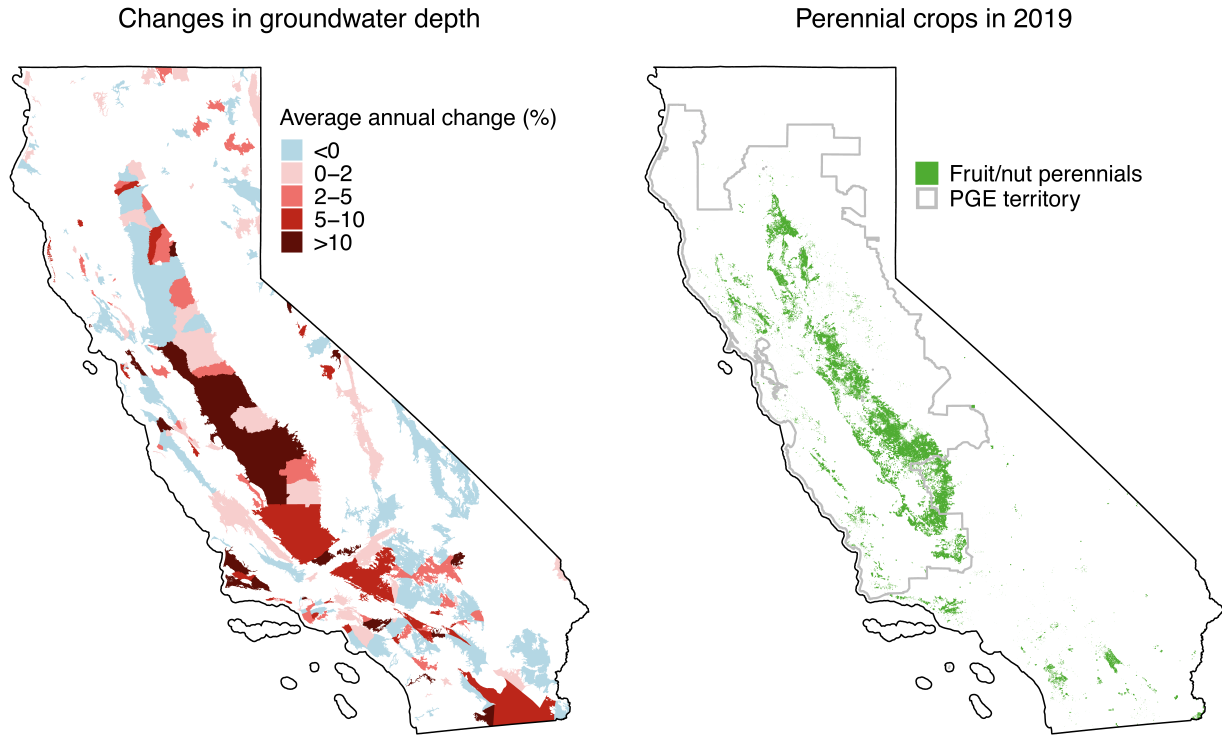 Changes in groundwater depth
Average annual change (%)
<0
0−2
2−5
5−10
>10
Perennial crops in 2019
Fruit/nut perennials
PGE territory